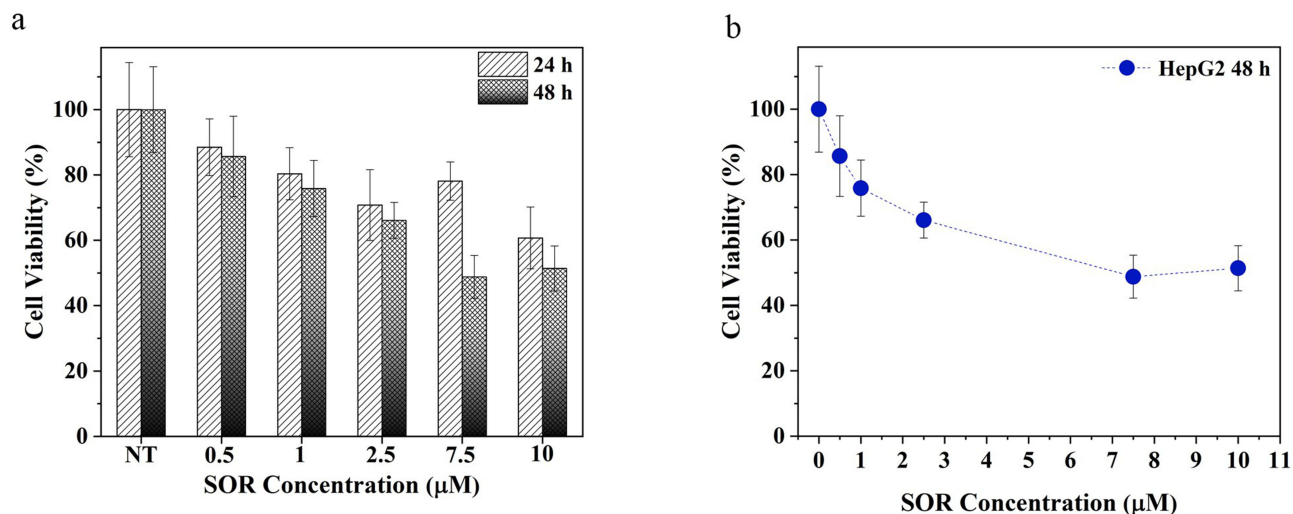 a
24 h
48 h
100
80
60
40
20
0
Cell Viability (%)
NT 0.5 1 2.5 7.5 10
SOR Concentration (μM)
b
HepG2 48 h
100
80
60
40
20
0
Cell Viability (%)
0 1 2 3 4 5 6 7 8 9 10 11
SOR Concentration (μM)